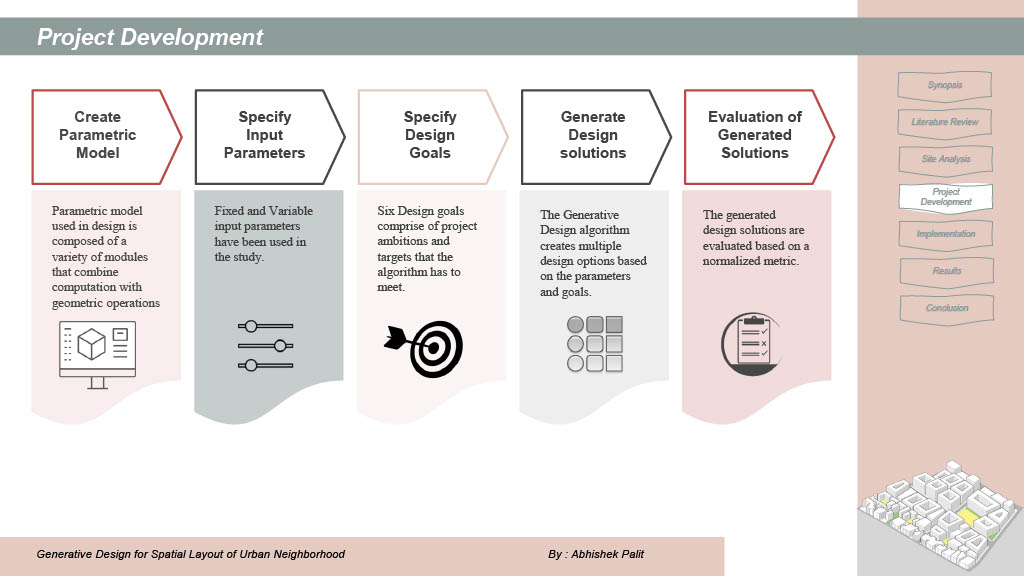 Project Development
Create
Parametric
Model
Specify
Input
Parameters
Specify
Design
Goals
Generate
Design
solutions
Evaluation of
Generated
Solutions
Parametric model
used in design is
composed of a
variety of modules
that combine
computation with
geometric operations
Fixed and Variable
input parameters
have been used in
the study.
Six Design goals
comprise of project
ambitions and
targets that the
algorithm has to
meet.
The Generative
Design algorithm
creates multiple
design options based
on the parameters
and goals.
The generated
design solutions are
evaluated based on a
normalized metric.
Synopsis
Literature Review
Site Analysis
Project
Development
Implementation
Results
Conclusion
Generative Design for Spatial Layout of Urban Neighborhood
By : Abhishek Palit